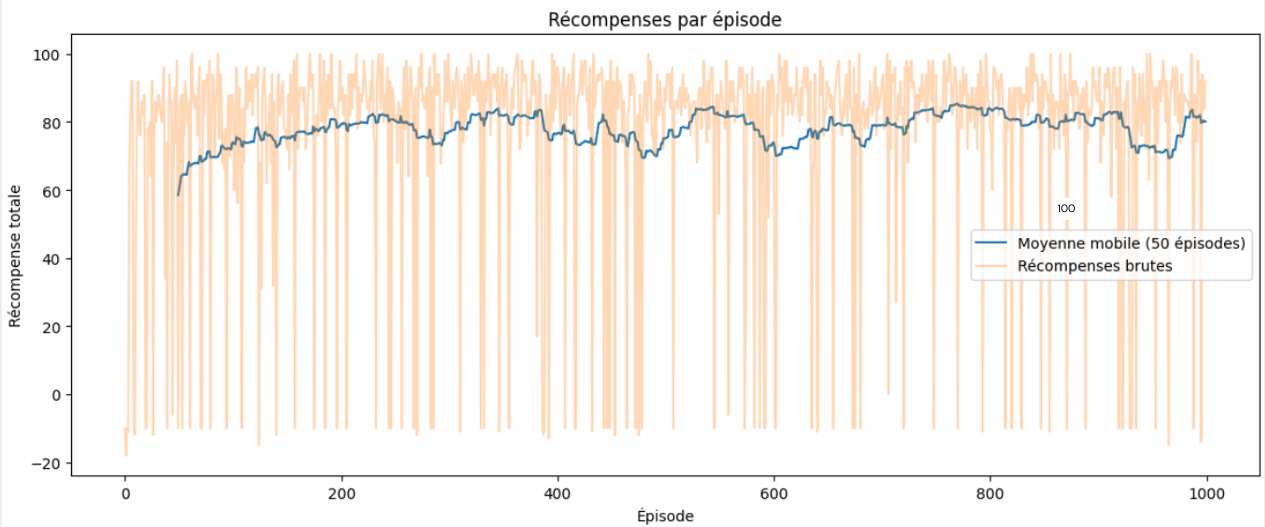 Récompenses par épisode
Récompense totale
100
80
60
40
20
0
−20
100
Moyenne mobile (50 épisodes)
Récompenses brutes
0
200
400
600
800
1000
Épisode